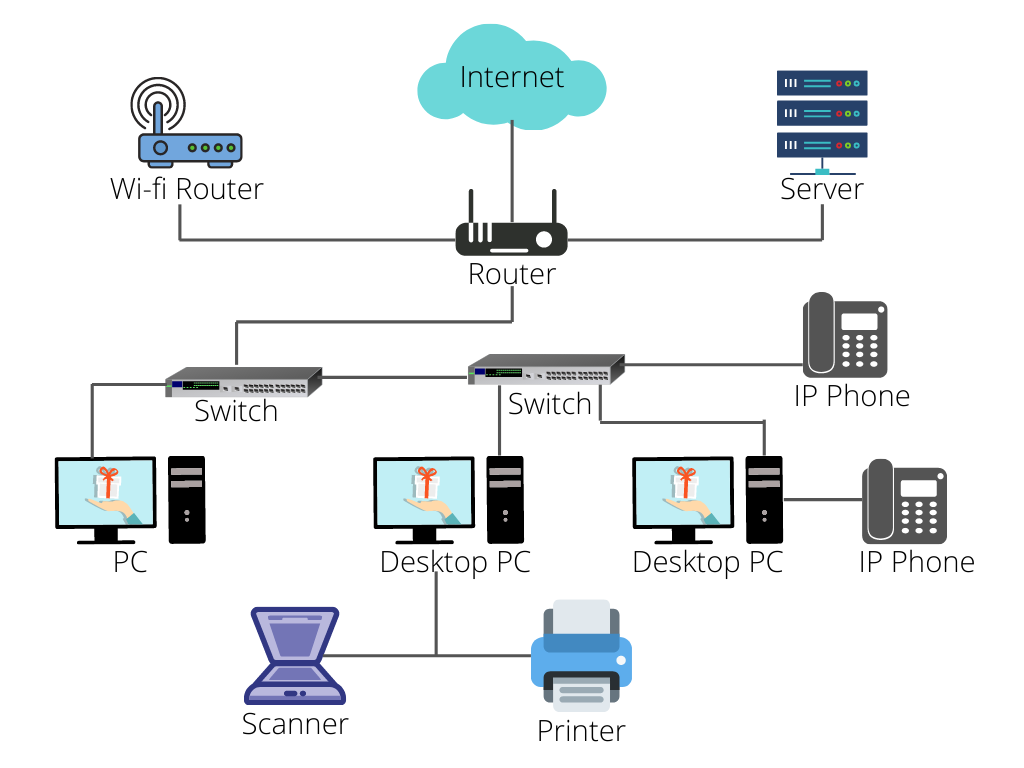 Internet
Wi-fi Router
Server
Router
IP Phone
Switch
Switch
PC
Desktop PC
Desktop PC
IP Phone
Scanner
Printer